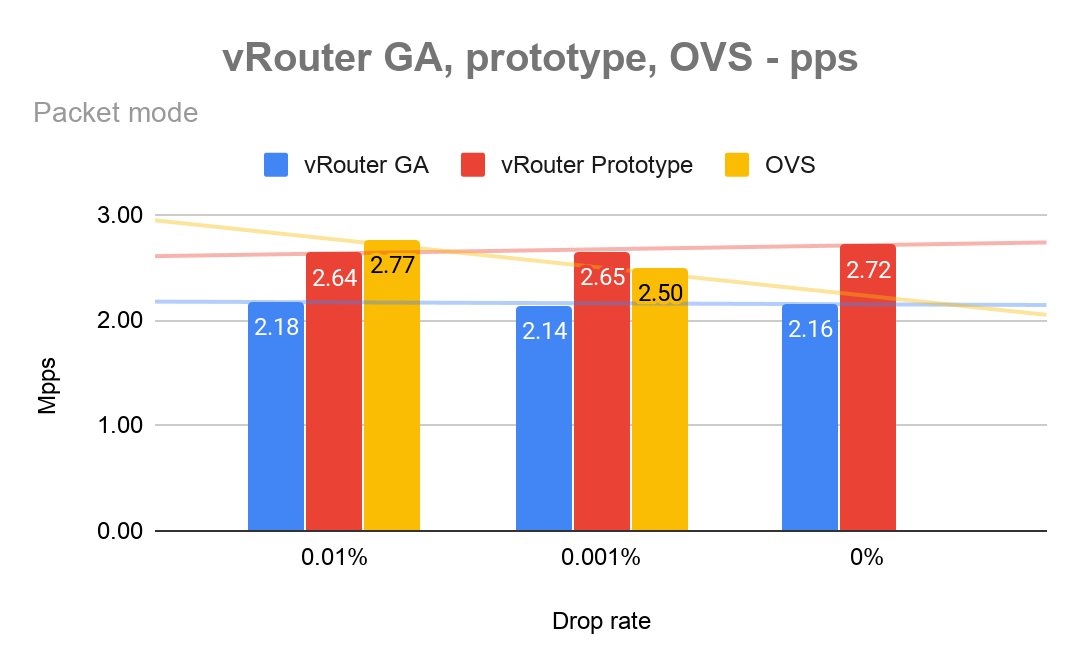 vRouter GA, prototype, OVS - pps
Packet mode
vRouter GA vRouter Prototype OVS
3.00
2.00
1.00
0.00
Mpps
2.18 2.64 2.77
2.14 2.65 2.50
2.16 2.72
0.01% 0.001% 0%
Drop rate